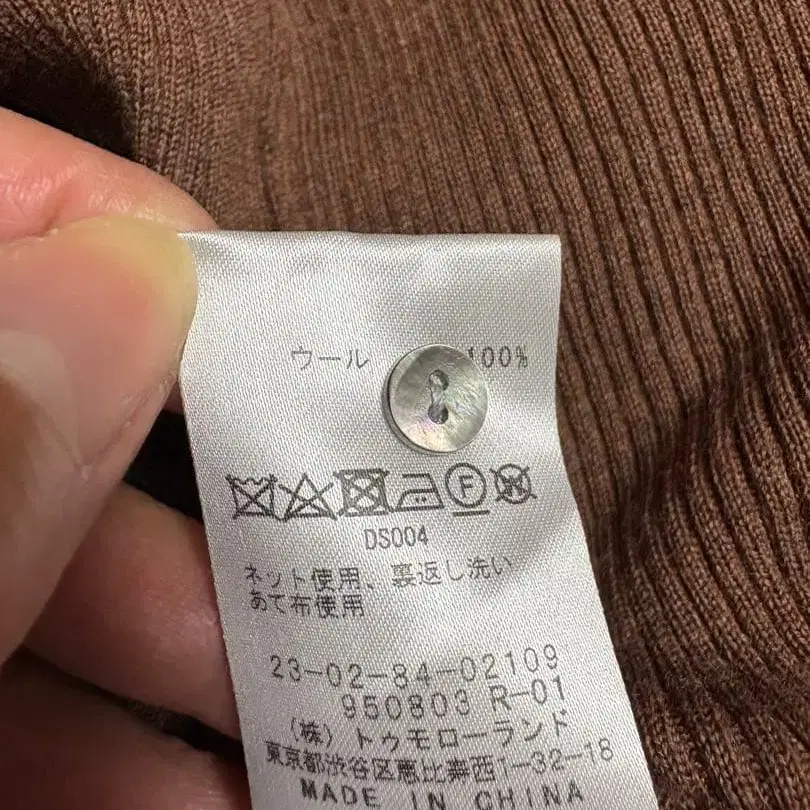 ウール 100%
F W
DS004
ネット使用、裏返し洗い
あて布使用
23-02-84-02109
950803 R-01
(株) トゥモローランド
東京都渋谷区恵比寿西1-32-18
MADE IN CHINA